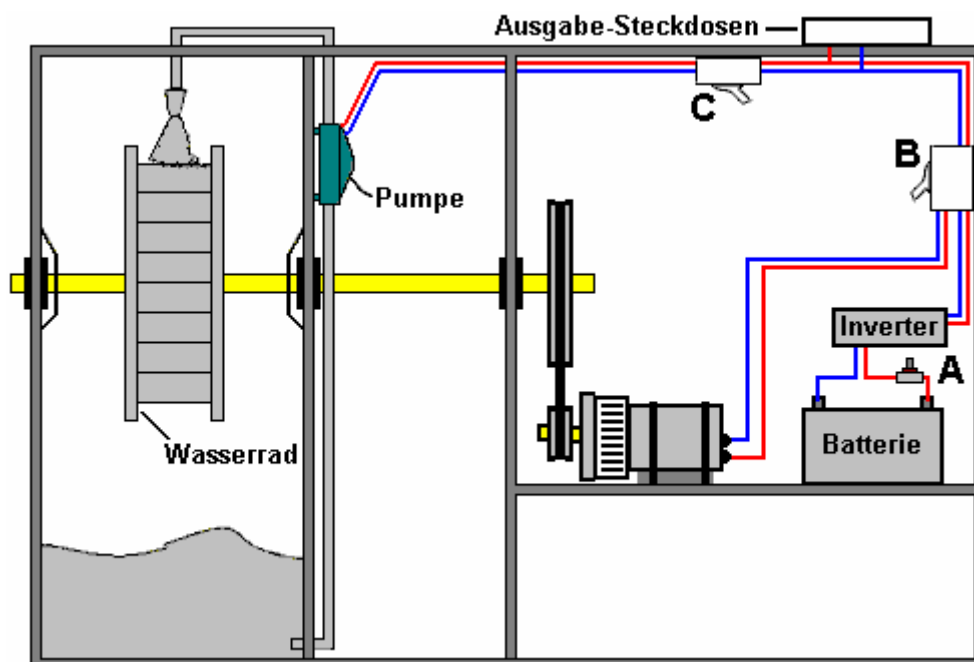 Ausgabe-Steckdosen
C
B
Pumpe
Inverter
A
Wasserrad
Batterie